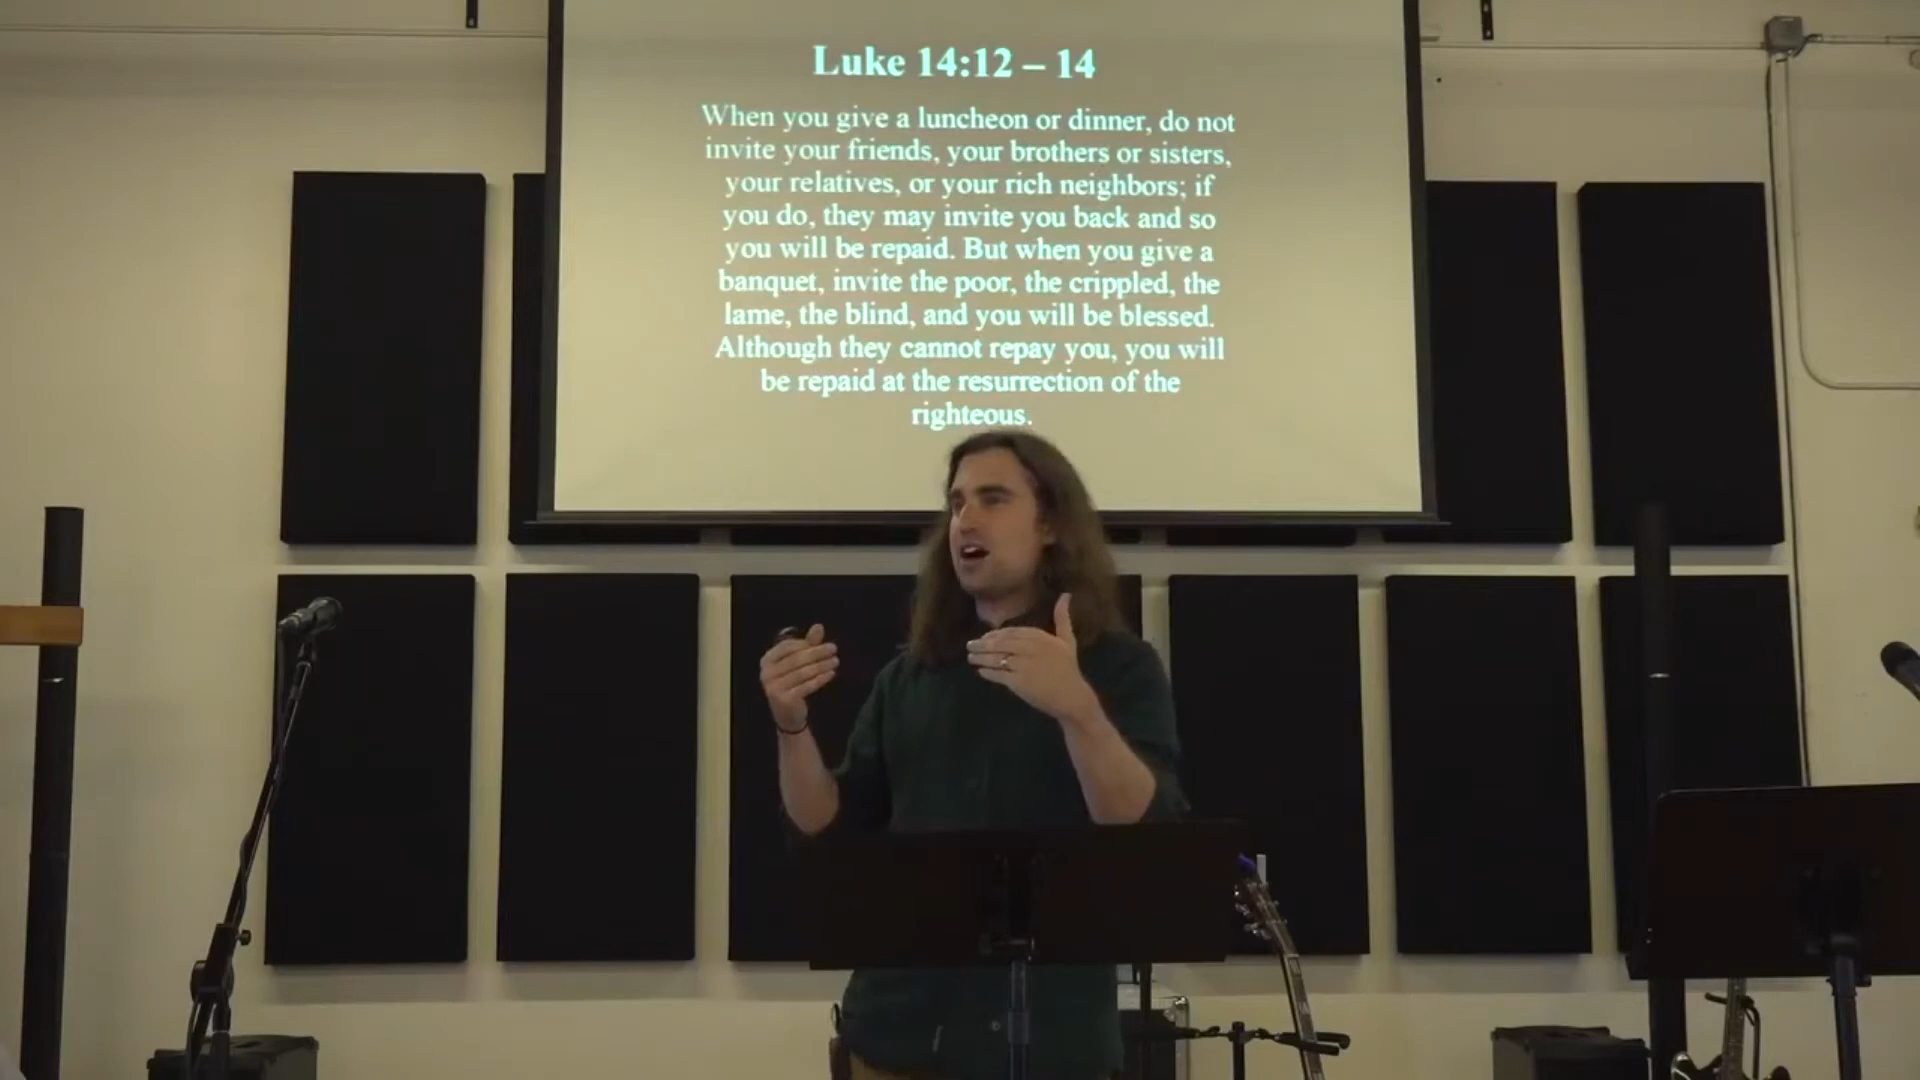 Luke 14:12 – 14
When you give a luncheon or dinner, do not
invite your friends, your brothers or sisters,
your relatives, or your rich neighbors; if
you do, they may invite you back and so
you will be repaid. But when you give a
banquet, invite the poor, the crippled, the
lame, the blind, and you will be blessed.
Although they cannot repay you, you will
be repaid at the resurrection of the
righteous.